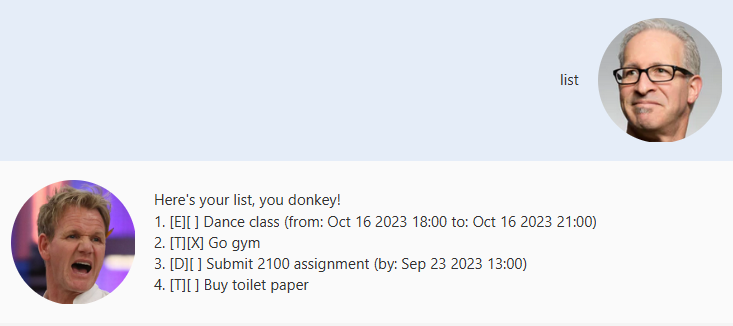 list
Here's your list, you donkey!
1. [E][ ] Dance class (from: Oct 16 2023 18:00 to: Oct 16 2023 21:00)
2. [T][X] Go gym
3. [D][ ] Submit 2100 assignment (by: Sep 23 2023 13:00)
4. [T][ ] Buy toilet paper